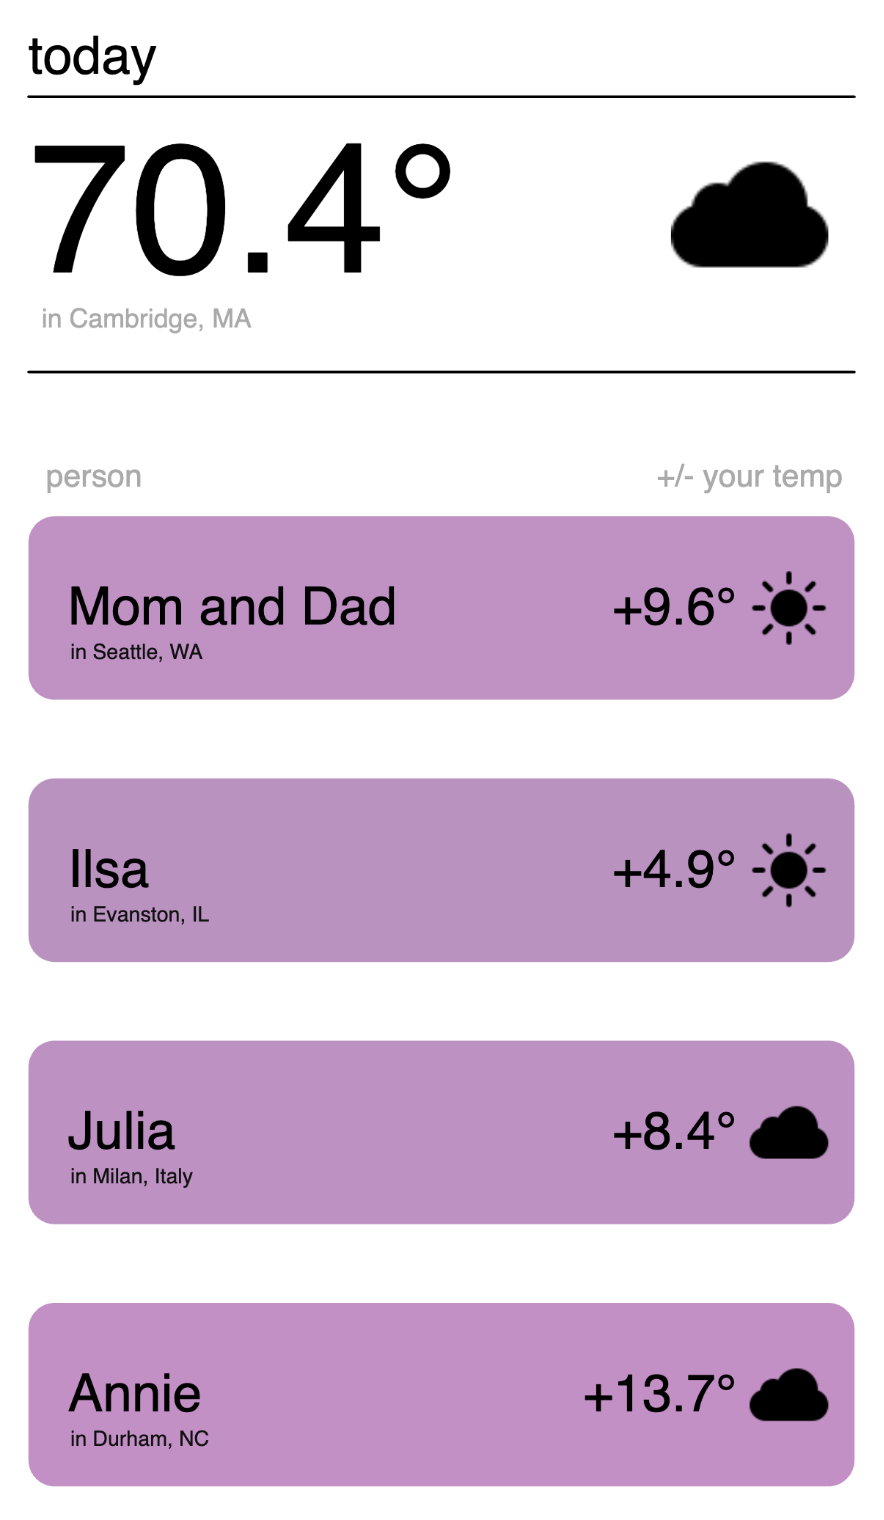 today
70.4°
in Cambridge, MA
person +/- your temp
Mom and Dad +9.6°
in Seattle, WA
Ilsa +4.9°
in Evanston, IL
Julia +8.4°
in Milan, Italy
Annie +13.7°
in Durham, NC